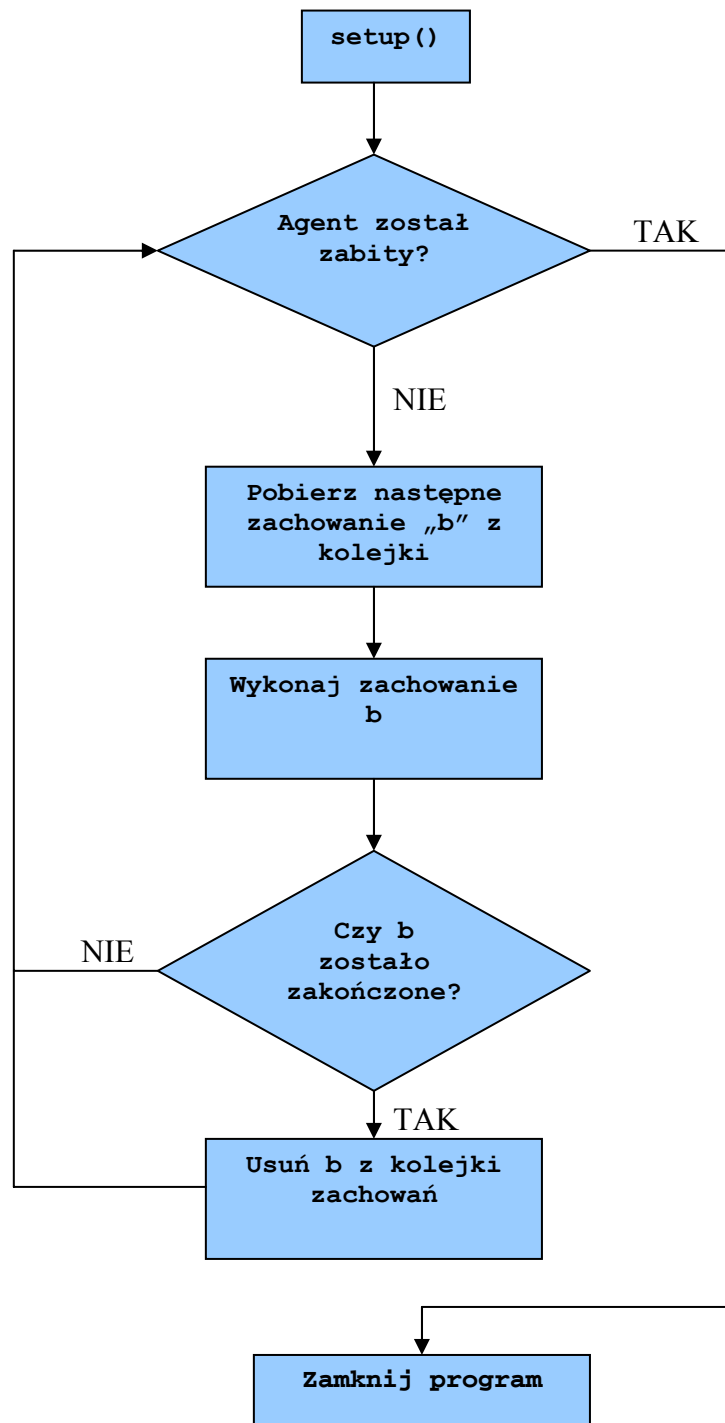 setup()
Agent został
zabity?
TAK
NIE
Pobierz następne
zachowanie „b” z
kolejki
Wykonaj zachowanie
b
Czy b
zostało
zakończone?
NIE
TAK
Usuń b z kolejki
zachowań
Zamknij program